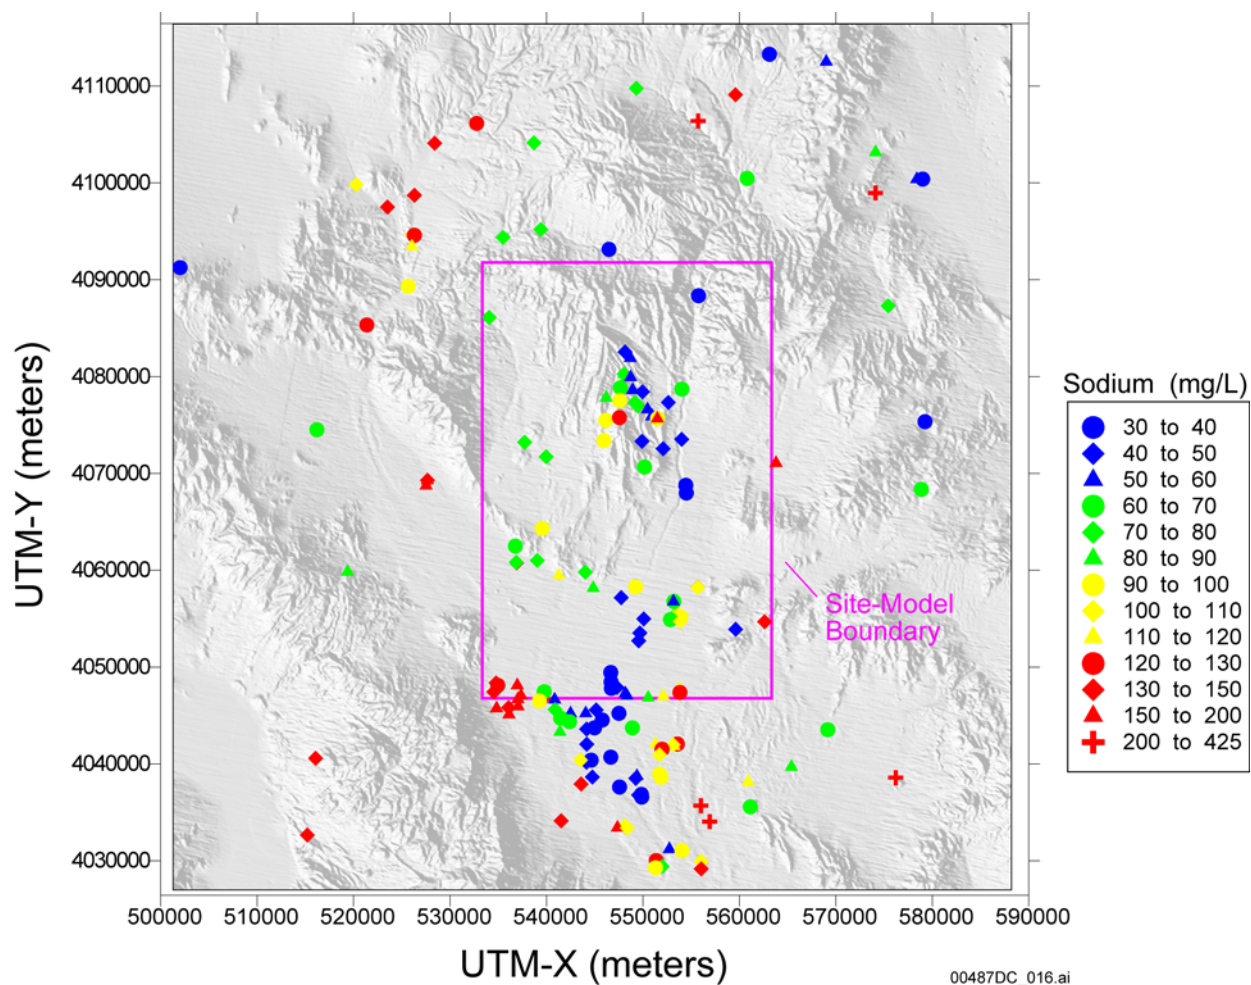 4110000
4100000
4090000
4080000
4070000
4060000
4050000
4040000
4030000
UTM-Y (meters)
500000 510000 520000 530000 540000 550000 560000 570000 580000 590000
UTM-X (meters)
Site-Model
Boundary
Sodium (mg/L)
30 to 40
40 to 50
50 to 60
60 to 70
70 to 80
80 to 90
90 to 100
100 to 110
110 to 120
120 to 130
130 to 150
150 to 200
200 to 425
00487DC_016.ai